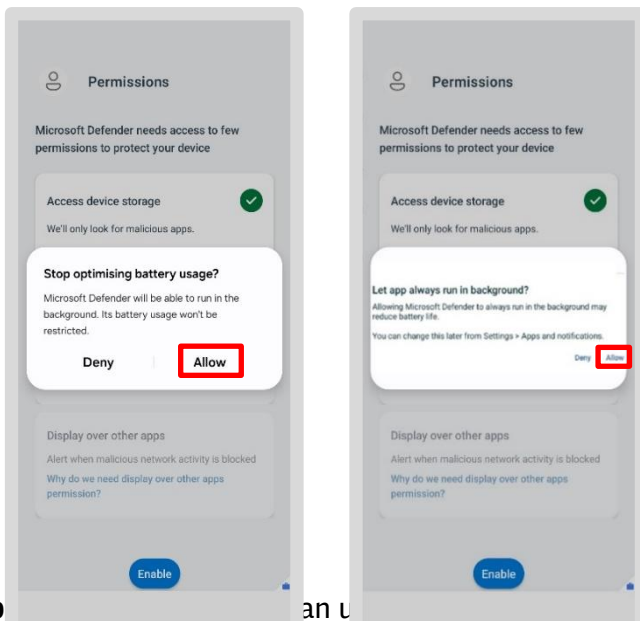 Permissions
Microsoft Defender needs access to few
permissions to protect your device
Access device storage
We'll only look for malicious apps.
Stop optimising battery usage?
Microsoft Defender will be able to run in the
background. Its battery usage won't be
restricted.
Deny
Allow
Display over other apps
Alert when malicious network activity is blocked
Why do we need display over other apps
permission?
Enable
Permissions
Microsoft Defender needs access to few
permissions to protect your device
Access device storage
We'll only look for malicious apps.
Let app always run in background?
Allowing Microsoft Defender to always run in the background may
reduce battery life.
You can change this later from Settings > Apps and notifications.
Deny
Allow
Display over other apps
Alert when malicious network activity is blocked
Why do we need display over other apps
permission?
Enable